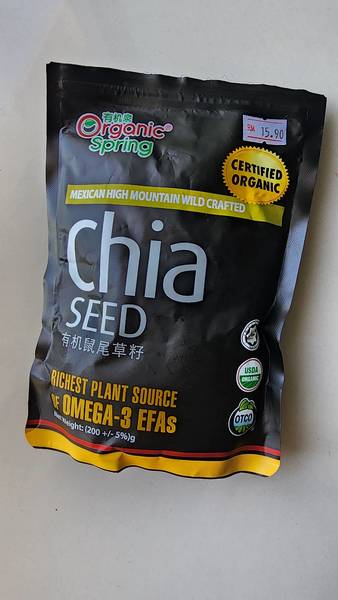 有机泉
Organic®
Spring
RM 15.90
CERTIFIED
ORGANIC
MEXICAN HIGH MOUNTAIN WILD CRAFTED
Chia
SEED
有机鼠尾草籽
RICHEST PLANT SOURCE
OF OMEGA-3 EFAs
Net Weight: (200 +/- 5%)g
USDA
ORGANIC
OTCO